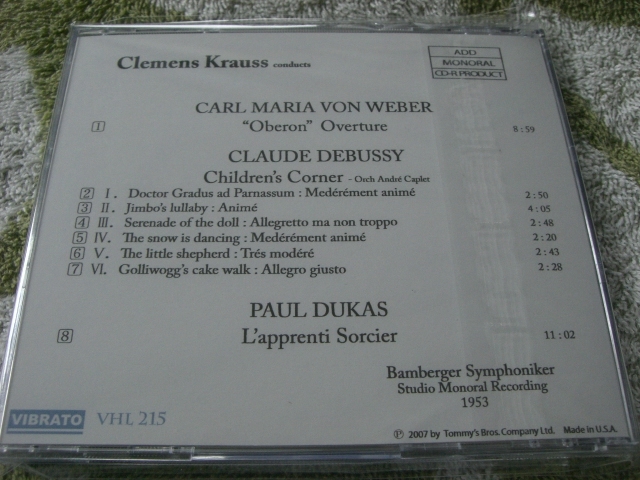 Clemens Krauss conducts
ADD
MONORAL
CD-R PRODUCT
CARL MARIA VON WEBER
1 "Oberon" Overture 8:59
CLAUDE DEBUSSY
Children's Corner - Orch André Caplet
2 I. Doctor Gradus ad Parnassum : Medérément animé 2:50
3 II. Jimbo's lullaby : Animé 4:05
4 III. Serenade of the doll : Allegretto ma non troppo 2:48
5 IV. The snow is dancing : Medérément animé 2:20
6 V. The little shepherd : Trés modéré 2:43
7 VI. Golliwogg's cake walk : Allegro giusto 2:28
PAUL DUKAS
8 L'apprenti Sorcier 11:02
Bamberger Symphoniker
Studio Monoral Recording
1953
VIBRATO VHL 215
℗ 2007 by Tommy's Bros. Company Ltd. Made in U.S.A.